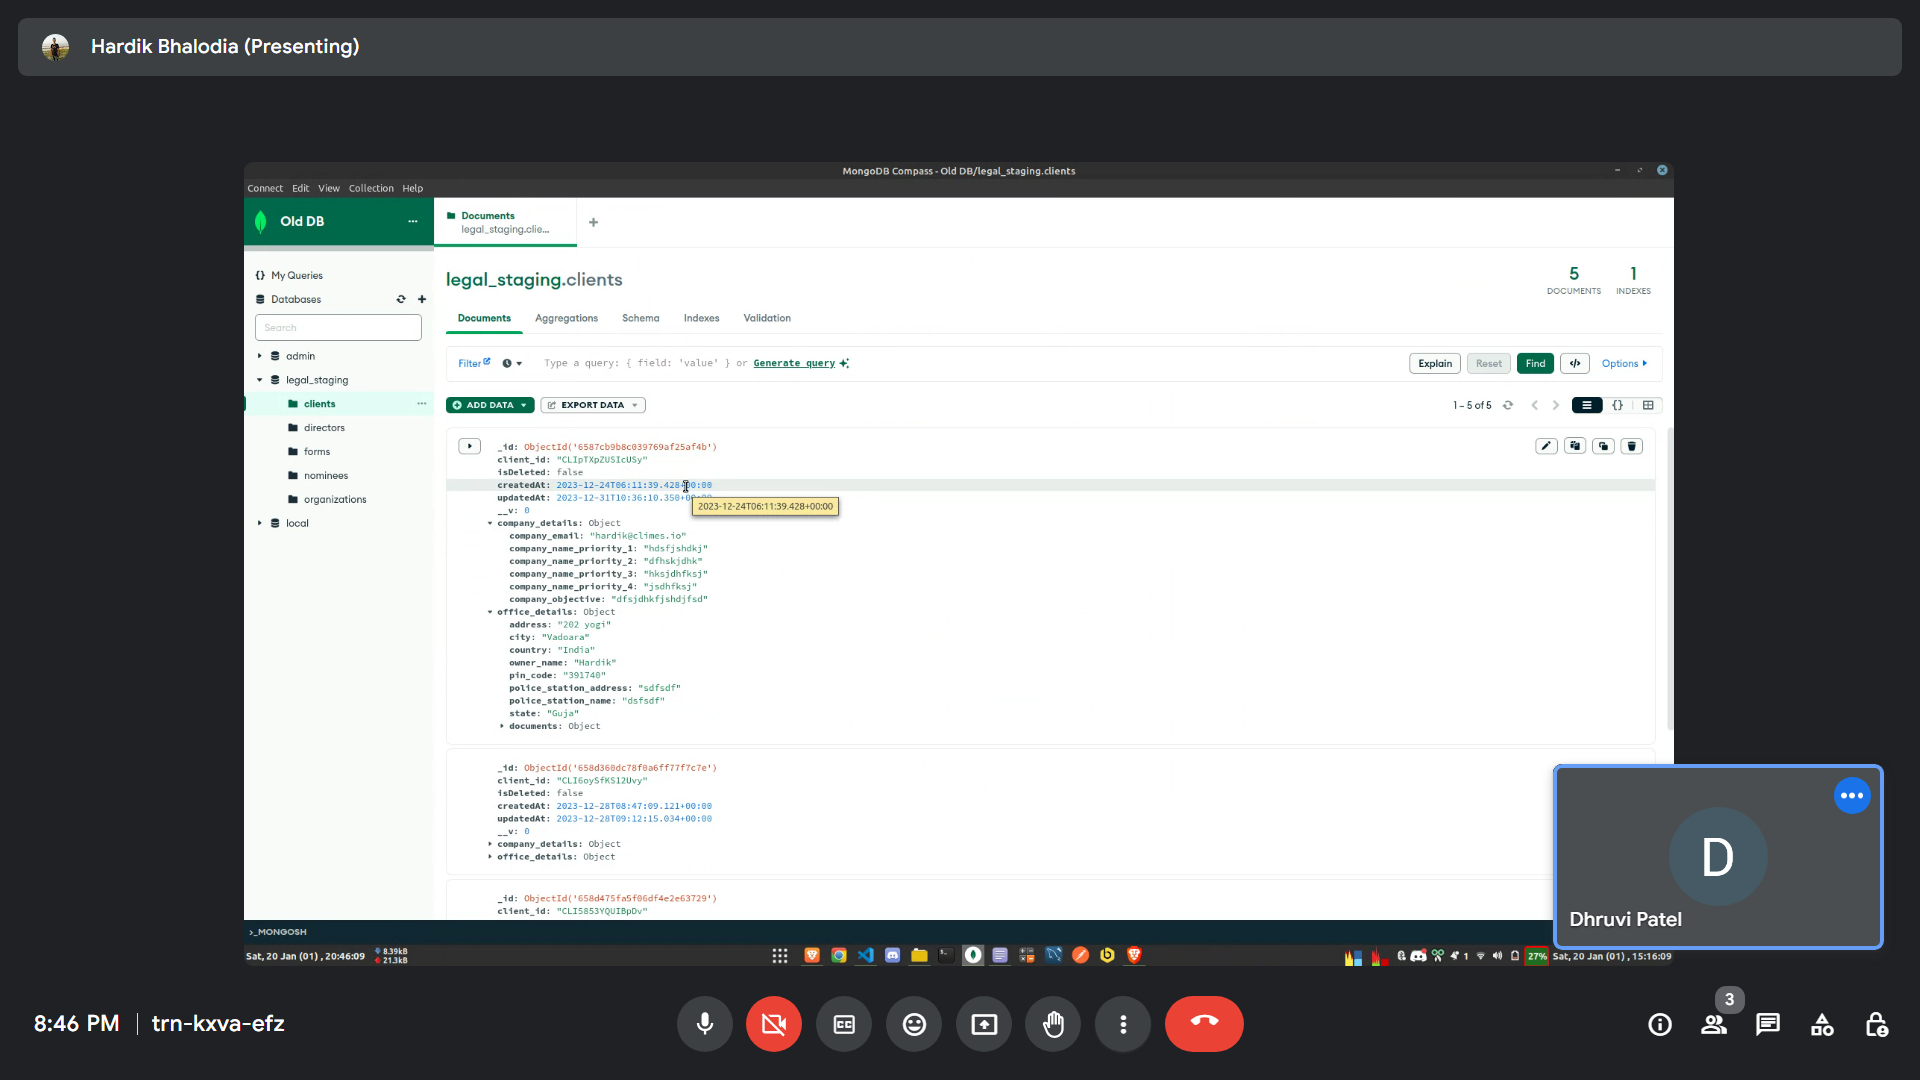 Hardik Bhalodia (Presenting)
MongoDB Compass - Old DB/legal_staging.clients
Connect Edit View Collection Help
Old DB
Documents
legal_staging.clie...
My Queries
Databases
Search
admin
legal_staging
clients
directors
forms
nominees
organizations
local
legal_staging.clients
5
DOCUMENTS
1
INDEXES
Documents Aggregations Schema Indexes Validation
Filter Type a query: { field: 'value' } or Generate query Explain Reset Find </> Options
ADD DATA EXPORT DATA 1 – 5 of 5 {}
_id: ObjectId('6587cb9b8c039769af25af4b')
client_id: "CLIpTXpZUSIcUSy"
isDeleted: false
createdAt: 2023-12-24T06:11:39.428+00:00
updatedAt: 2023-12-31T10:36:10.350+00:00
2023-12-24T06:11:39.428+00:00
__v: 0
company_details: Object
company_email: "hardik@climes.io"
company_name_priority_1: "hdsfjshdkj"
company_name_priority_2: "dfhskjdhk"
company_name_priority_3: "hksjdhfksj"
company_name_priority_4: "jsdhfksj"
company_objective: "dfsjdhkfjshdjfsd"
office_details: Object
address: "202 yogi"
city: "Vadoara"
country: "India"
owner_name: "Hardik"
pin_code: "391740"
police_station_address: "sdfsdf"
police_station_name: "dsfsdf"
state: "Guja"
documents: Object
_id: ObjectId('658d360dc78f0a6ff77f7c7e')
client_id: "CLI6oySfKS12Uvy"
isDeleted: false
createdAt: 2023-12-28T08:47:09.121+00:00
updatedAt: 2023-12-28T09:12:15.034+00:00
__v: 0
company_details: Object
office_details: Object
_id: ObjectId('658d475fa5f06df4e2e63729')
client_id: "CLI5853YQUIBpDv"
>_MONGOSH
Sat, 20 Jan (01) , 20:46:09
8.39kB
21.3kB
1
27%
Sat, 20 Jan (01) , 15:16:09
D
Dhruvi Patel
8:46 PM | trn-kxva-efz
3